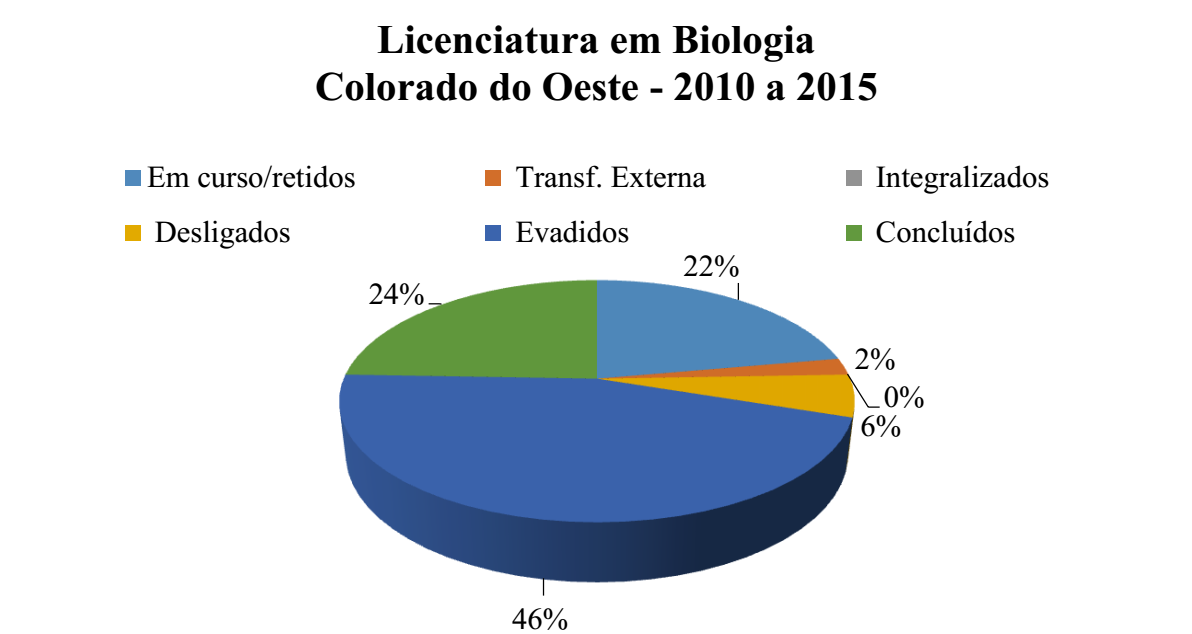 Licenciatura em Biologia
Colorado do Oeste - 2010 a 2015
Em curso/retidos Transf. Externa Integralizados
Desligados Evadidos Concluídos
22%
24%
2%
0%
6%
46%